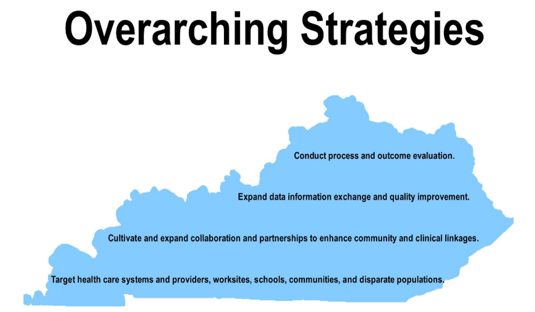 Overarching Strategies
Conduct process and outcome evaluation.
Expand data information exchange and quality improvement.
Cultivate and expand collaboration and partnerships to enhance community and clinical linkages.
Target health care systems and providers, worksites, schools, communities, and disparate populations.